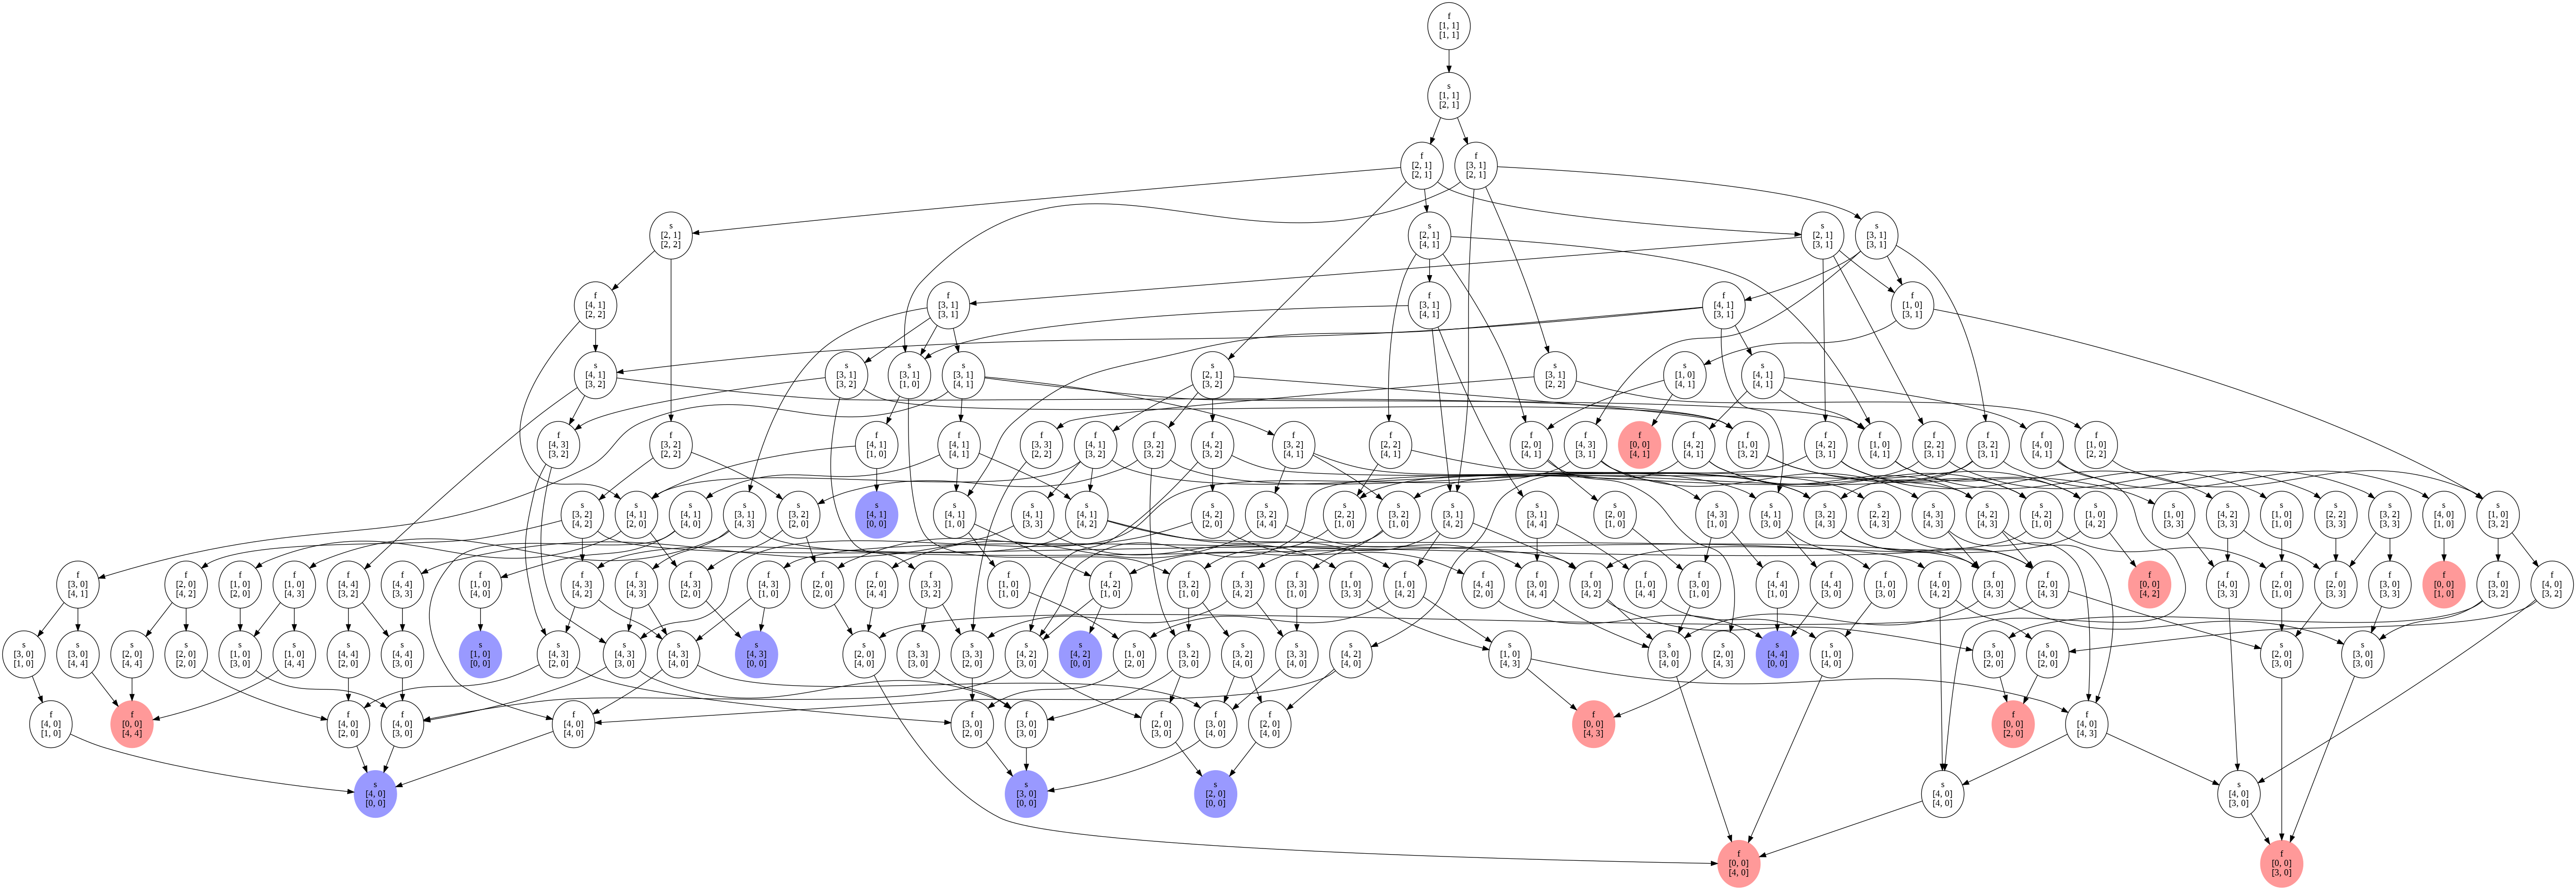 f
[1, 1]
[1, 1]
s
[1, 1]
[2, 1]
f
[2, 1]
[2, 1]
f
[3, 1]
[2, 1]
s
[2, 1]
[2, 2]
s
[2, 1]
[4, 1]
s
[2, 1]
[3, 1]
s
[3, 1]
[3, 1]
f
[4, 1]
[2, 2]
f
[3, 1]
[3, 1]
f
[3, 1]
[4, 1]
f
[4, 1]
[3, 1]
f
[1, 0]
[3, 1]
s
[4, 1]
[3, 2]
s
[3, 1]
[3, 2]
s
[3, 1]
[1, 0]
s
[3, 1]
[4, 1]
s
[2, 1]
[3, 2]
s
[3, 1]
[2, 2]
s
[1, 0]
[4, 1]
s
[4, 1]
[4, 1]
f
[4, 3]
[3, 2]
f
[3, 2]
[2, 2]
f
[4, 1]
[1, 0]
f
[4, 1]
[4, 1]
f
[3, 3]
[2, 2]
f
[4, 1]
[3, 2]
f
[3, 2]
[3, 2]
f
[4, 2]
[3, 2]
f
[3, 2]
[4, 1]
f
[2, 2]
[4, 1]
f
[2, 0]
[4, 1]
f
[4, 3]
[3, 1]
f
[0, 0]
[4, 1]
f
[4, 2]
[4, 1]
f
[1, 0]
[3, 2]
f
[4, 2]
[3, 1]
f
[1, 0]
[4, 1]
f
[2, 2]
[3, 1]
f
[3, 2]
[3, 1]
f
[4, 0]
[4, 1]
f
[1, 0]
[2, 2]
s
[3, 2]
[4, 2]
s
[4, 1]
[2, 0]
s
[4, 1]
[4, 0]
s
[3, 1]
[4, 3]
s
[3, 2]
[2, 0]
s
[4, 1]
[0, 0]
s
[4, 1]
[1, 0]
s
[4, 1]
[3, 3]
s
[4, 1]
[4, 2]
s
[4, 2]
[2, 0]
s
[3, 2]
[4, 4]
s
[2, 2]
[1, 0]
s
[3, 2]
[1, 0]
s
[3, 1]
[4, 2]
s
[3, 1]
[4, 4]
s
[2, 0]
[1, 0]
s
[4, 3]
[1, 0]
s
[4, 1]
[3, 0]
s
[3, 2]
[4, 3]
s
[2, 2]
[4, 3]
s
[4, 3]
[4, 3]
s
[4, 2]
[4, 3]
s
[4, 2]
[1, 0]
s
[1, 0]
[4, 2]
s
[1, 0]
[3, 3]
s
[4, 2]
[3, 3]
s
[1, 0]
[1, 0]
s
[2, 2]
[3, 3]
s
[3, 2]
[3, 3]
s
[4, 0]
[1, 0]
s
[1, 0]
[3, 2]
f
[3, 0]
[4, 1]
f
[2, 0]
[4, 2]
f
[1, 0]
[2, 0]
f
[1, 0]
[4, 3]
f
[4, 4]
[3, 2]
f
[4, 4]
[3, 3]
f
[1, 0]
[4, 0]
f
[4, 3]
[4, 2]
f
[4, 3]
[4, 3]
f
[4, 3]
[2, 0]
f
[4, 3]
[1, 0]
f
[2, 0]
[2, 0]
f
[2, 0]
[4, 4]
f
[3, 3]
[3, 2]
f
[1, 0]
[1, 0]
f
[4, 2]
[1, 0]
f
[3, 2]
[1, 0]
f
[3, 3]
[4, 2]
f
[3, 3]
[1, 0]
f
[1, 0]
[3, 3]
f
[1, 0]
[4, 2]
f
[4, 4]
[2, 0]
f
[3, 0]
[4, 4]
f
[3, 0]
[4, 2]
f
[1, 0]
[4, 4]
f
[3, 0]
[1, 0]
f
[4, 4]
[1, 0]
f
[4, 4]
[3, 0]
f
[1, 0]
[3, 0]
f
[4, 0]
[4, 2]
f
[3, 0]
[4, 3]
f
[2, 0]
[4, 3]
f
[0, 0]
[4, 2]
f
[4, 0]
[3, 3]
f
[2, 0]
[1, 0]
f
[2, 0]
[3, 3]
f
[3, 0]
[3, 3]
f
[0, 0]
[1, 0]
f
[3, 0]
[3, 2]
f
[4, 0]
[3, 2]
s
[3, 0]
[1, 0]
s
[3, 0]
[4, 4]
s
[2, 0]
[4, 4]
s
[2, 0]
[2, 0]
s
[1, 0]
[3, 0]
s
[1, 0]
[4, 4]
s
[4, 4]
[2, 0]
s
[4, 4]
[3, 0]
s
[1, 0]
[0, 0]
s
[4, 3]
[2, 0]
s
[4, 3]
[3, 0]
s
[4, 3]
[4, 0]
s
[4, 3]
[0, 0]
s
[2, 0]
[4, 0]
s
[3, 3]
[3, 0]
s
[3, 3]
[2, 0]
s
[4, 2]
[3, 0]
s
[4, 2]
[0, 0]
s
[1, 0]
[2, 0]
s
[3, 2]
[3, 0]
s
[3, 2]
[4, 0]
s
[3, 3]
[4, 0]
s
[4, 2]
[4, 0]
s
[1, 0]
[4, 3]
s
[3, 0]
[4, 0]
s
[2, 0]
[4, 3]
s
[4, 4]
[0, 0]
s
[1, 0]
[4, 0]
s
[3, 0]
[2, 0]
s
[4, 0]
[2, 0]
s
[2, 0]
[3, 0]
s
[3, 0]
[3, 0]
f
[4, 0]
[1, 0]
f
[0, 0]
[4, 4]
f
[4, 0]
[2, 0]
f
[4, 0]
[3, 0]
f
[4, 0]
[4, 0]
f
[3, 0]
[2, 0]
f
[3, 0]
[3, 0]
f
[2, 0]
[3, 0]
f
[3, 0]
[4, 0]
f
[2, 0]
[4, 0]
f
[0, 0]
[4, 3]
f
[0, 0]
[2, 0]
f
[4, 0]
[4, 3]
s
[4, 0]
[0, 0]
s
[3, 0]
[0, 0]
s
[2, 0]
[0, 0]
s
[4, 0]
[4, 0]
s
[4, 0]
[3, 0]
f
[0, 0]
[4, 0]
f
[0, 0]
[3, 0]